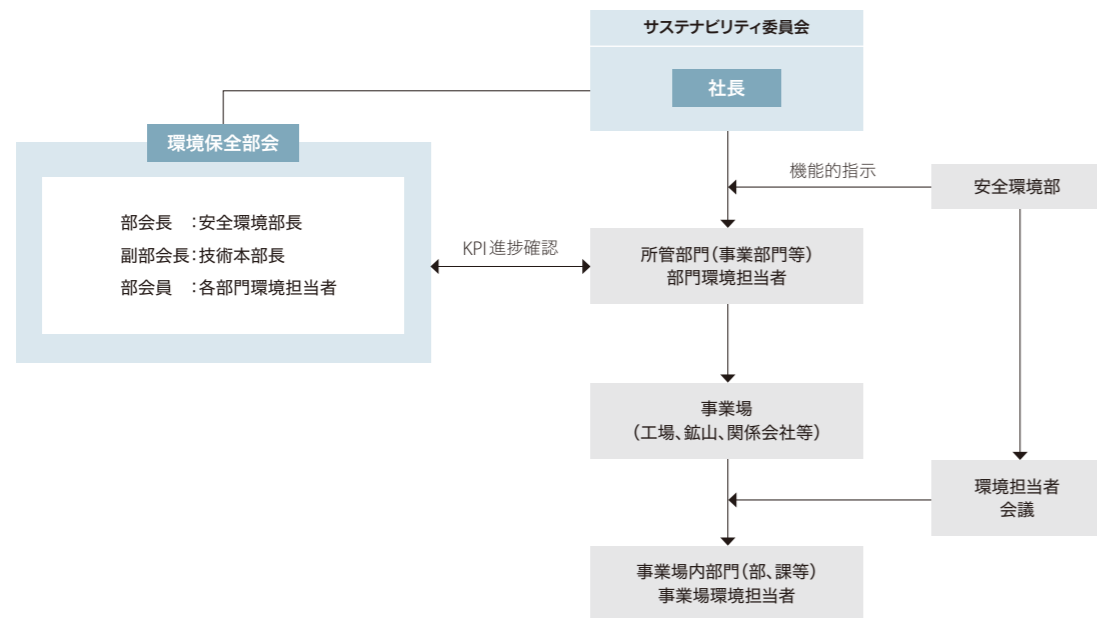 サステナビリティ委員会
社長
環境保全部会
部会長　：安全環境部長
副部会長：技術本部長
部会員　：各部門環境担当者
機能的指示
安全環境部
KPI進捗確認
所管部門（事業部門等）
部門環境担当者
事業場
（工場、鉱山、関係会社等）
環境担当者
会議
事業場内部門（部、課等）
事業場環境担当者